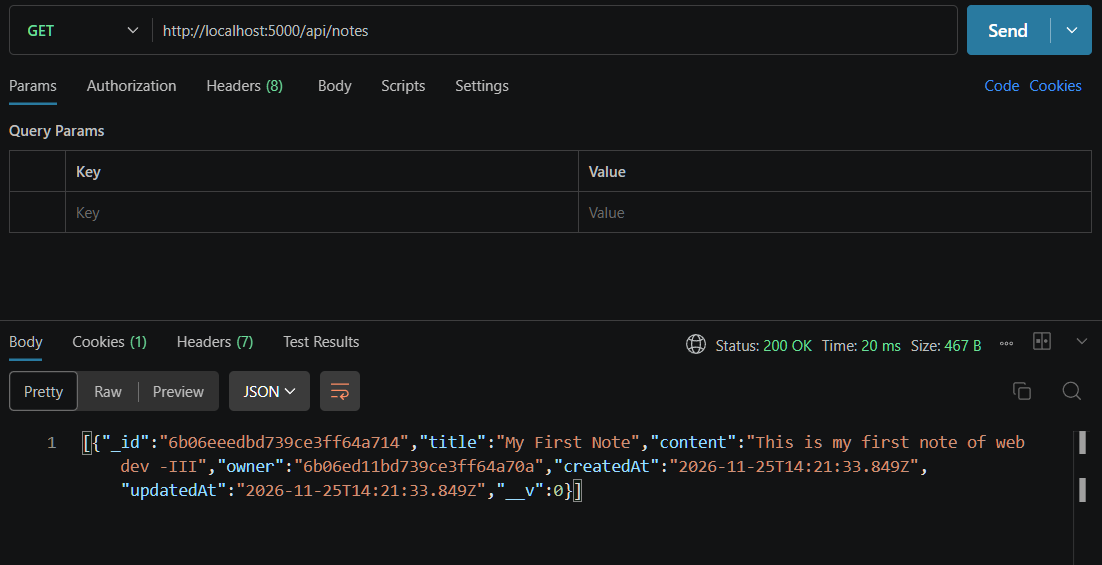 GET http://localhost:5000/api/notes Send
Params Authorization Headers (8) Body Scripts Settings Code Cookies
Query Params
Key Value
Key Value
Body Cookies (1) Headers (7) Test Results Status: 200 OK Time: 20 ms Size: 467 B
Pretty Raw Preview JSON
1 [{"_id":"6b06eeedbd739ce3ff64a714","title":"My First Note","content":"This is my first note of web
dev -III","owner":"6b06ed11bd739ce3ff64a70a","createdAt":"2026-11-25T14:21:33.849Z",
"updatedAt":"2026-11-25T14:21:33.849Z","__v":0}]